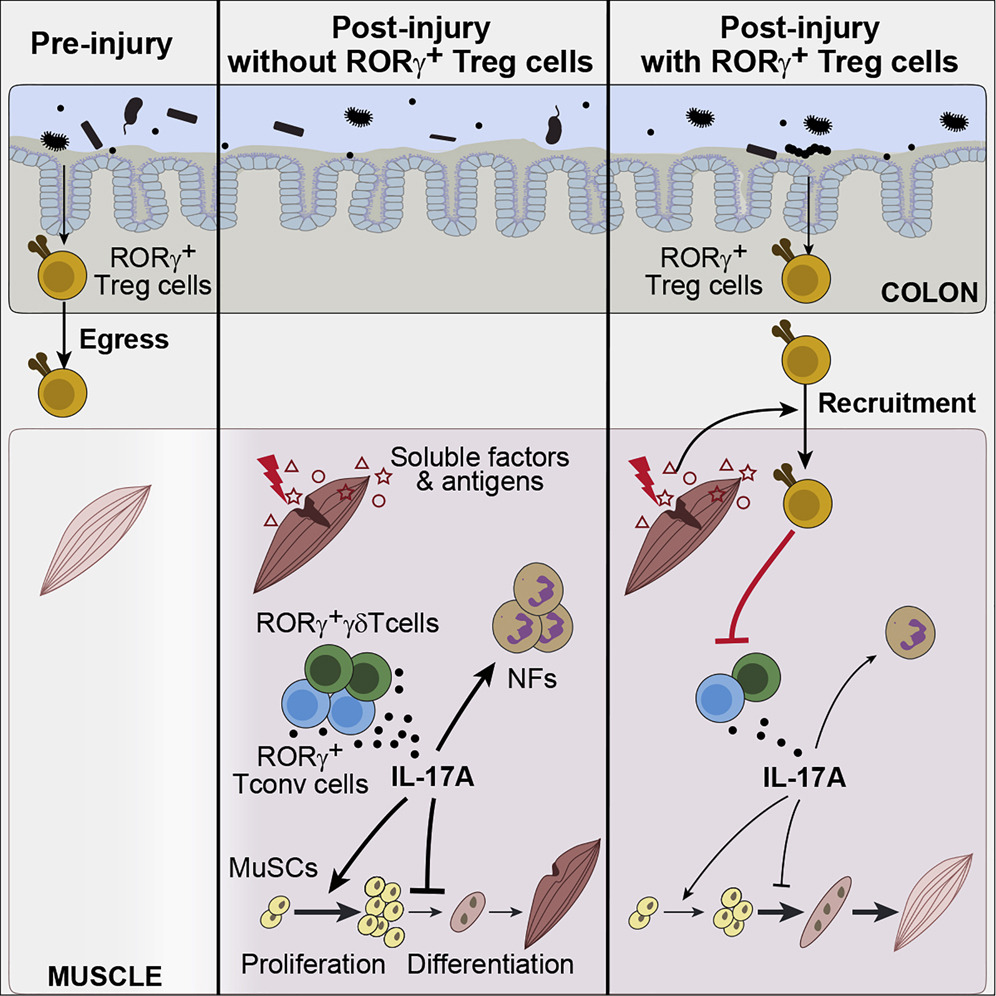 Pre-injury
Post-injury
without RORγ⁺ Treg cells
Post-injury
with RORγ⁺ Treg cells
RORγ⁺
Treg cells
Egress
RORγ⁺
Treg cells
COLON
Recruitment
Soluble factors
& antigens
RORγ⁺γδTcells
NFs
RORγ⁺
Tconv cells
IL-17A
IL-17A
MuSCs
Proliferation
Differentiation
MUSCLE